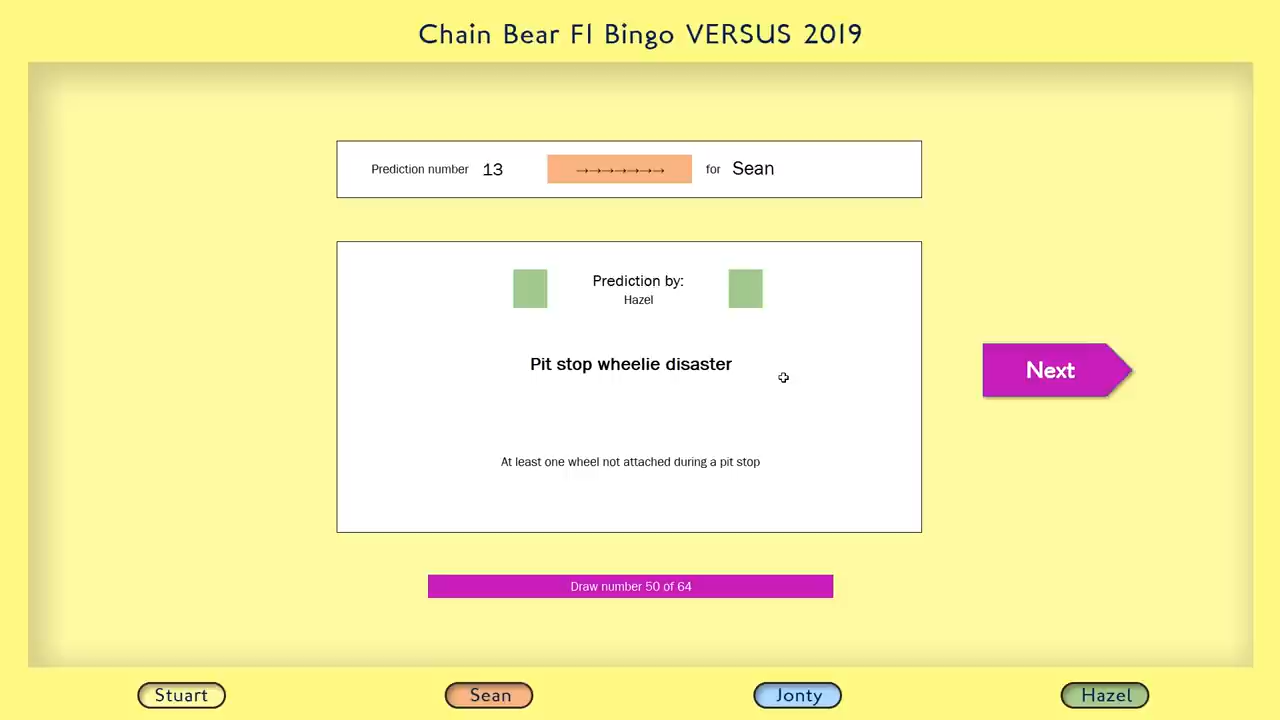 Chain Bear F1 Bingo VERSUS 2019
Prediction number 13 →→→→→→→ for Sean
Prediction by:
Hazel
Pit stop wheelie disaster
Next
At least one wheel not attached during a pit stop
Draw number 50 of 64
Stuart Sean Jonty Hazel